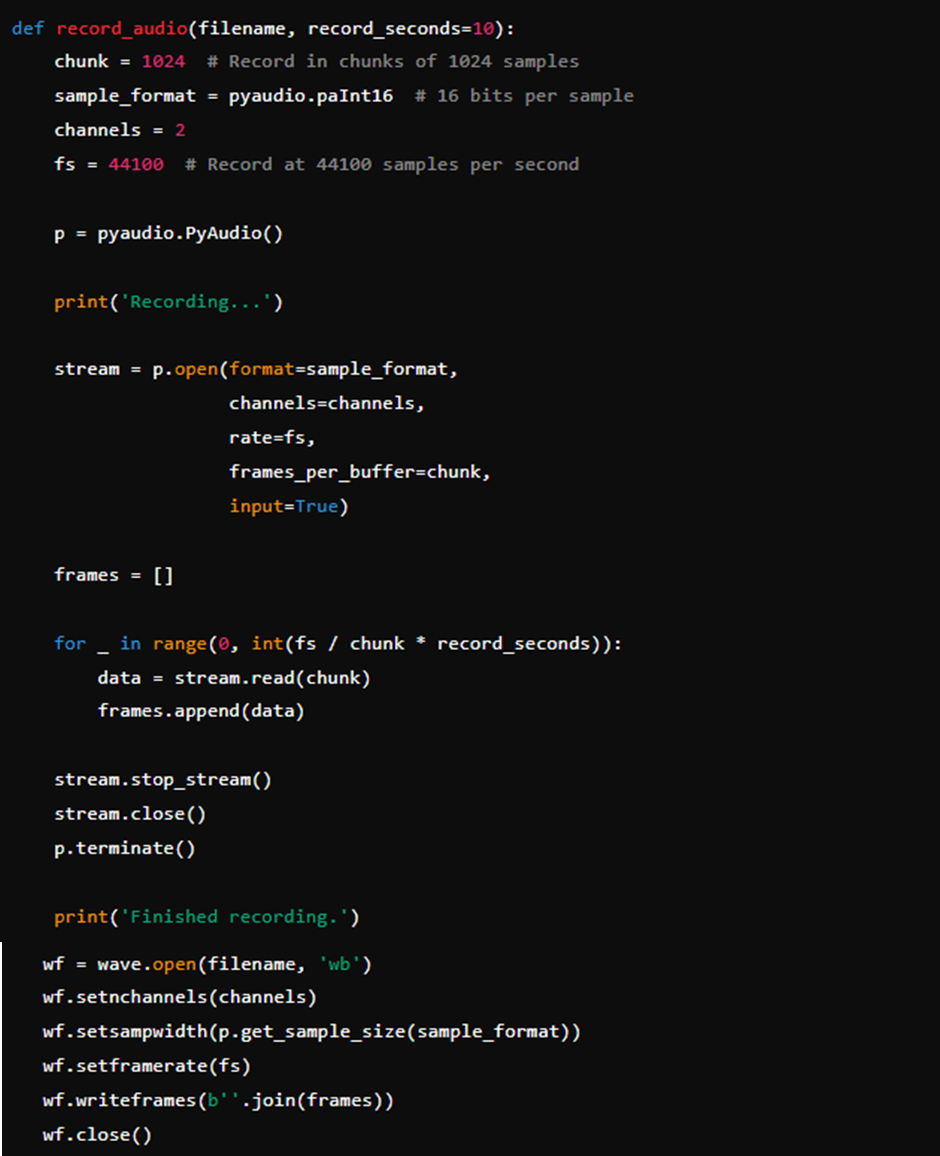 def record_audio(filename, record_seconds=10):
    chunk = 1024  # Record in chunks of 1024 samples
    sample_format = pyaudio.paInt16  # 16 bits per sample
    channels = 2
    fs = 44100  # Record at 44100 samples per second

    p = pyaudio.PyAudio()

    print('Recording...')

    stream = p.open(format=sample_format,
                    channels=channels,
                    rate=fs,
                    frames_per_buffer=chunk,
                    input=True)

    frames = []

    for _ in range(0, int(fs / chunk * record_seconds)):
        data = stream.read(chunk)
        frames.append(data)

    stream.stop_stream()
    stream.close()
    p.terminate()

    print('Finished recording.')
   wf = wave.open(filename, 'wb')
   wf.setnchannels(channels)
   wf.setsampwidth(p.get_sample_size(sample_format))
   wf.setframerate(fs)
   wf.writeframes(b''.join(frames))
   wf.close()